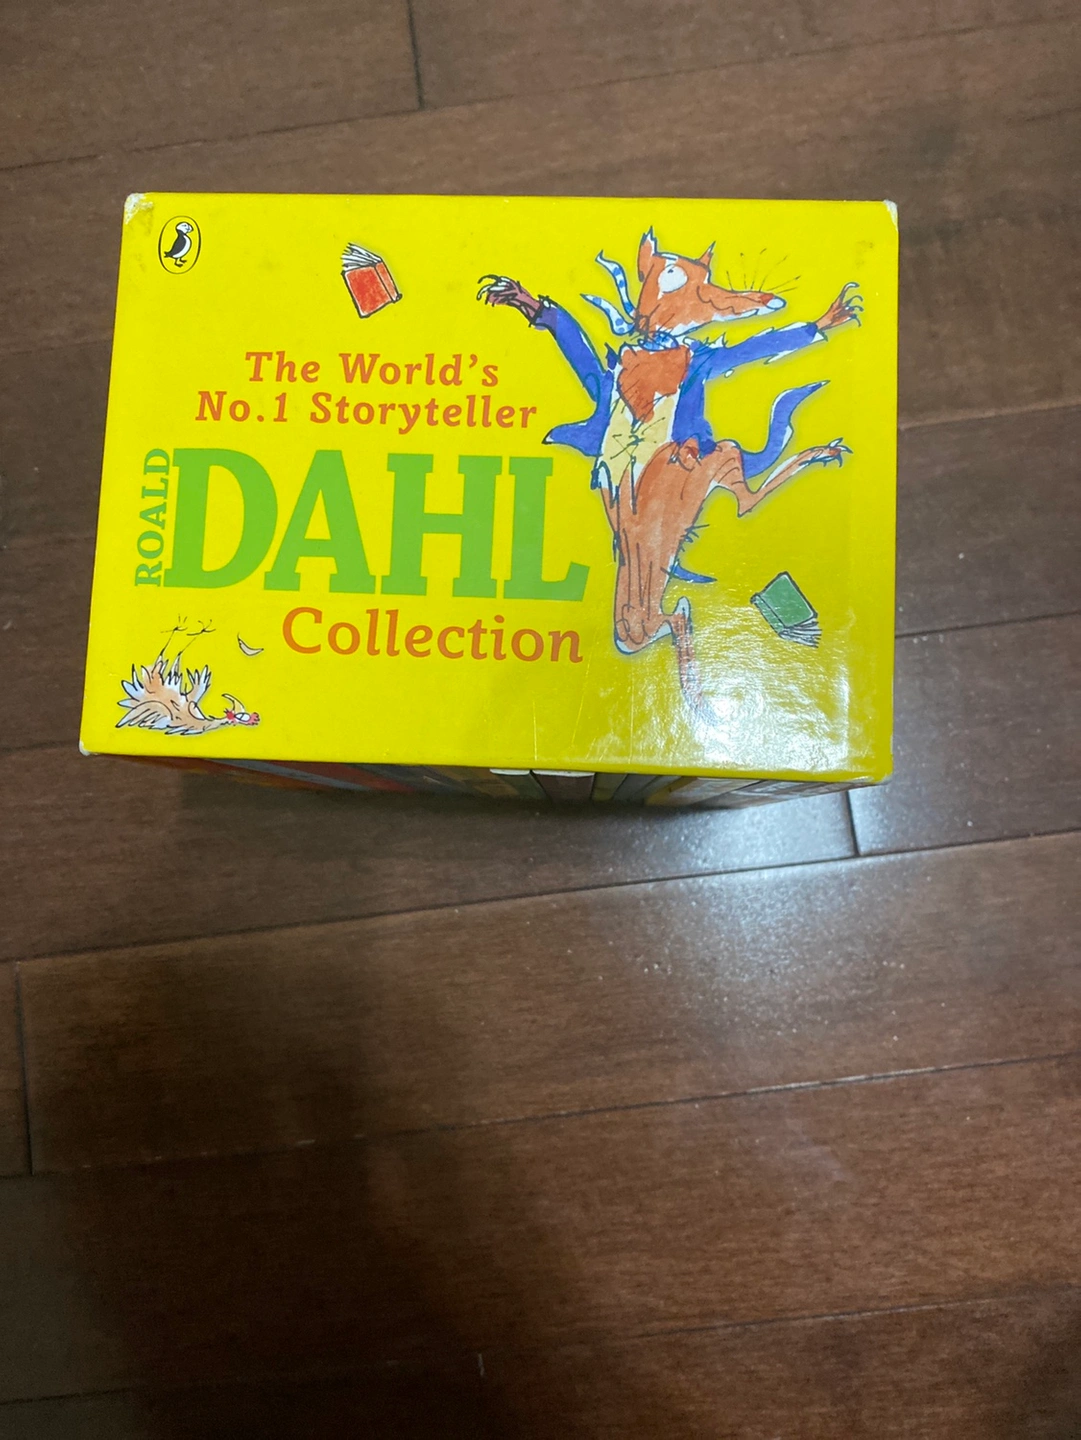 The World's
No.1 Storyteller
ROALD
DAHL
Collection